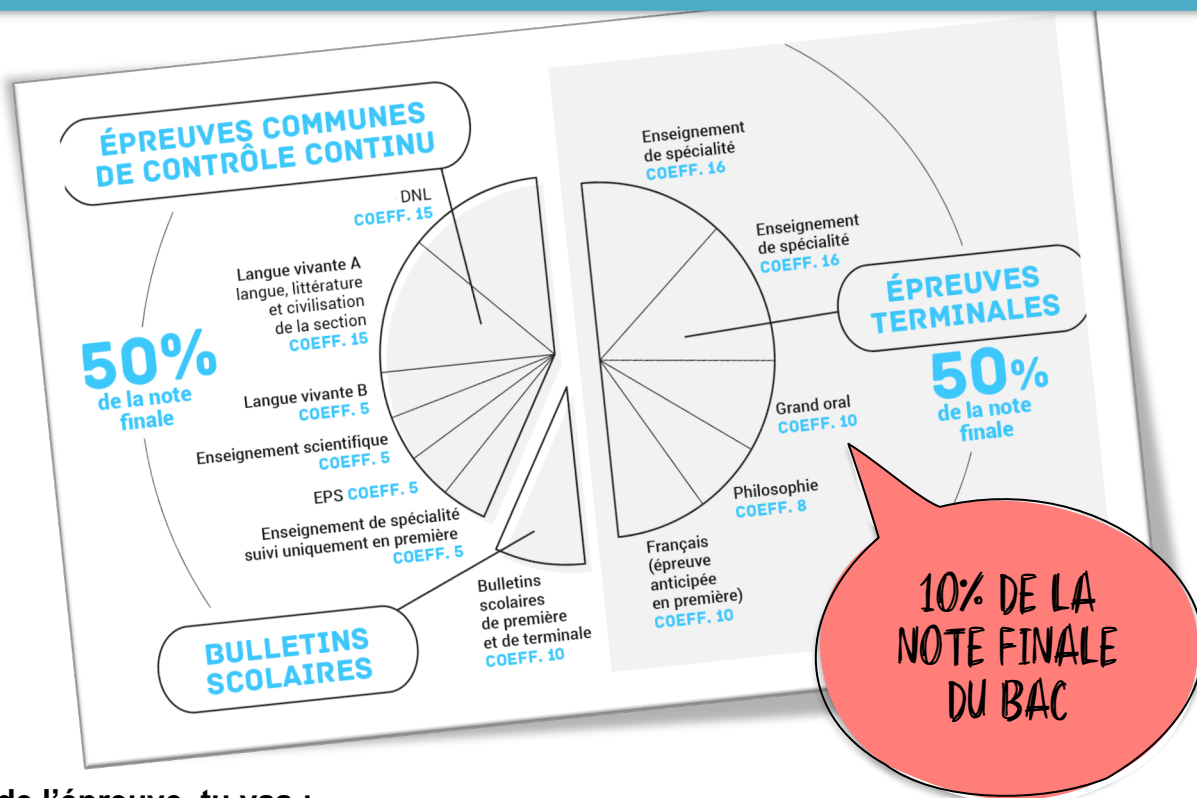 ÉPREUVES COMMUNES
DE CONTRÔLE CONTINU
DNL
COEFF. 15
Langue vivante A
langue, littérature
et civilisation
de la section
COEFF. 15
50%
de la note
finale
Langue vivante B
COEFF. 5
Enseignement scientifique
COEFF. 5
EPS COEFF. 5
Enseignement de spécialité
suivi uniquement en première
COEFF. 5
BULLETINS
SCOLAIRES
Bulletins
scolaires
de première
et de terminale
COEFF. 10
Enseignement
de spécialité
COEFF. 16
Enseignement
de spécialité
COEFF. 16
ÉPREUVES
TERMINALES
50%
de la note
finale
Grand oral
COEFF. 10
Philosophie
COEFF. 8
Français
(épreuve
anticipée
en première)
COEFF. 10
10% DE LA
NOTE FINALE
DU BAC
de l'épreuve, tu vas :